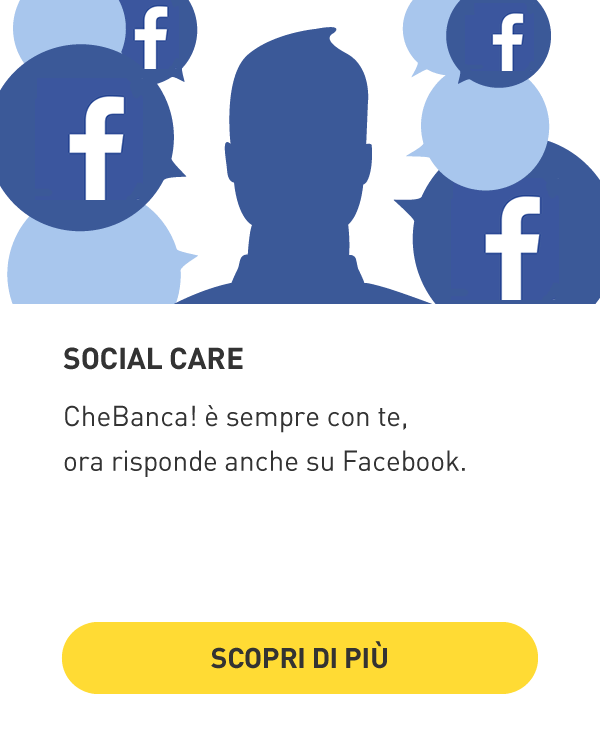 SOCIAL CARE
CheBanca! è sempre con te,
ora risponde anche su Facebook.
SCOPRI DI PIÙ